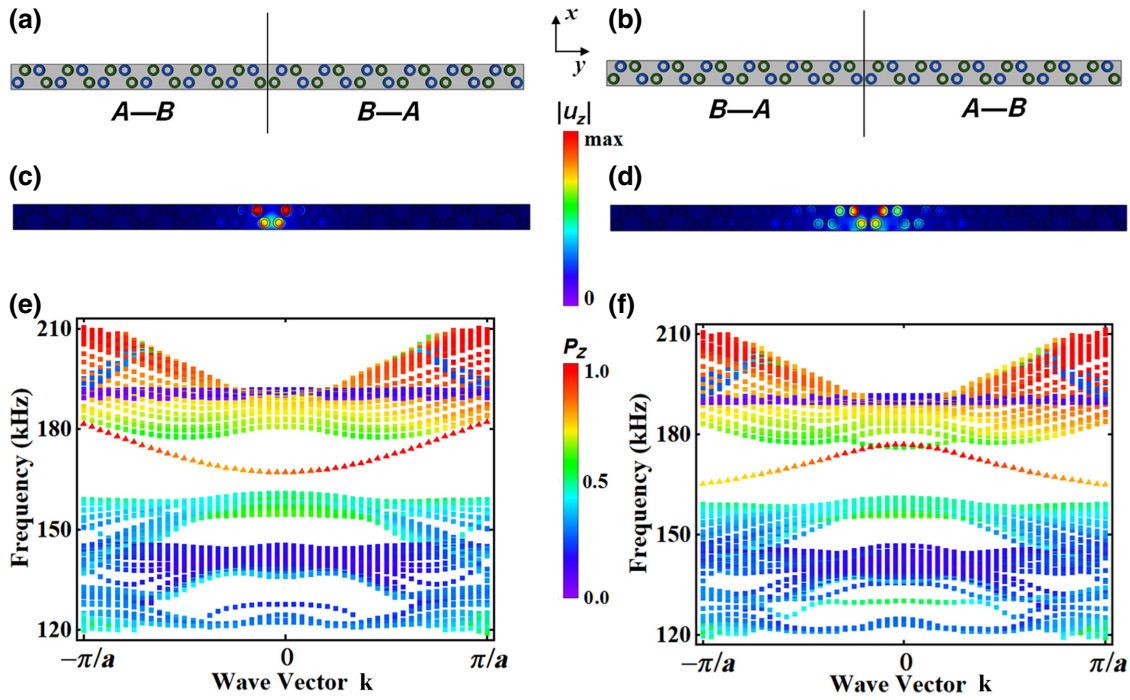 (a)
x
y
(b)
A—B
B—A
|u_z|
B—A
A—B
max
0
(c)
(d)
(e)
(f)
210
180
150
120
Frequency (kHz)
−π/a
0
π/a
Wave Vector k
P_z
1.0
0.5
0.0
210
180
150
120
Frequency (kHz)
−π/a
0
π/a
Wave Vector k